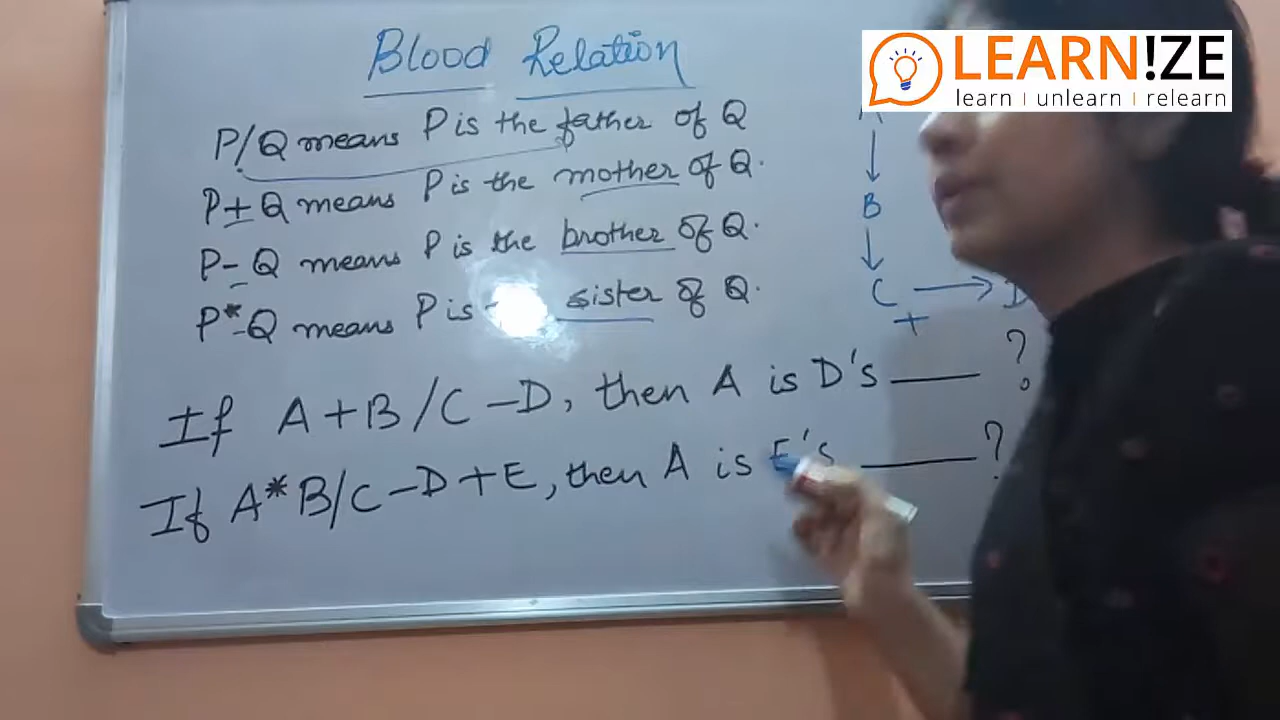 Blood Relation
LEARN!ZE
learn | unlearn | relearn
P/Q means P is the father of Q
P+Q means P is the mother of Q.
P-Q means P is the brother of Q.
P*-Q means P is sister of Q.
B
C D
+
If A+B/C-D, then A is D's ____ ?
If A*B/C-D+E, then A is E's ____ ?